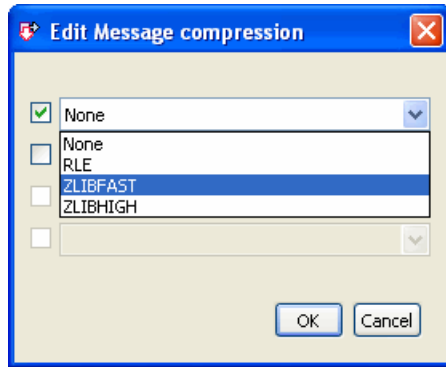 Edit Message compression
None
None
RLE
ZLIBFAST
ZLIBHIGH
OK
Cancel